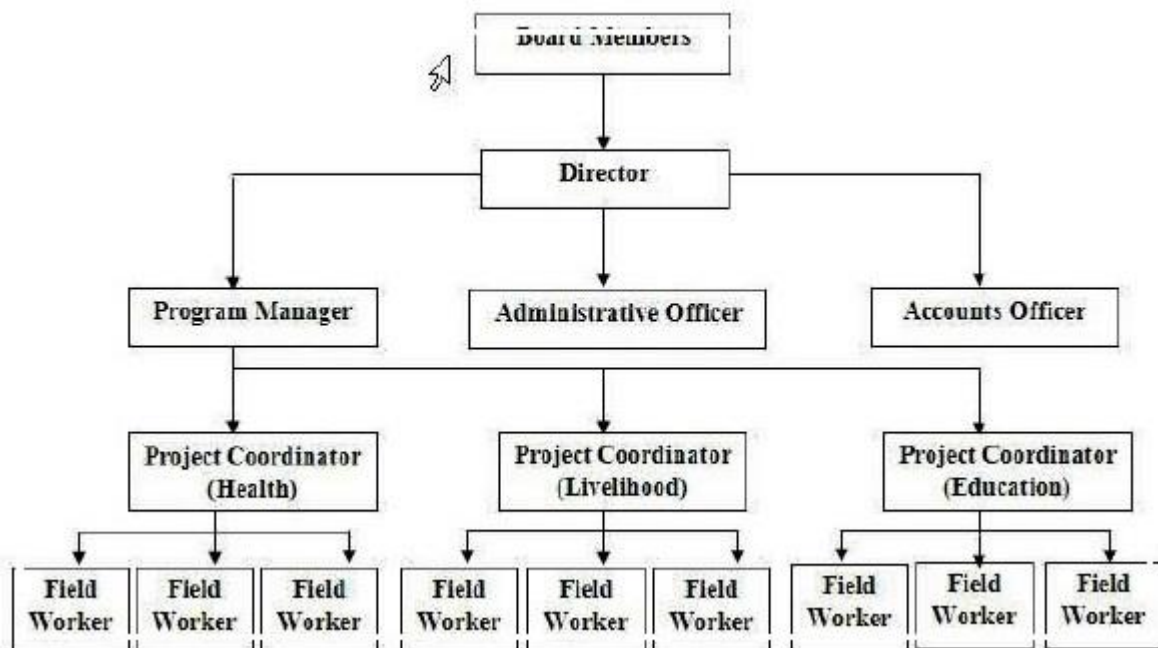 Board Members
Director
Program Manager
Administrative Officer
Accounts Officer
Project Coordinator
(Health)
Project Coordinator
(Livelihood)
Project Coordinator
(Education)
Field
Worker
Field
Worker
Field
Worker
Field
Worker
Field
Worker
Field
Worker
Field
Worker
Field
Worker
Field
Worker